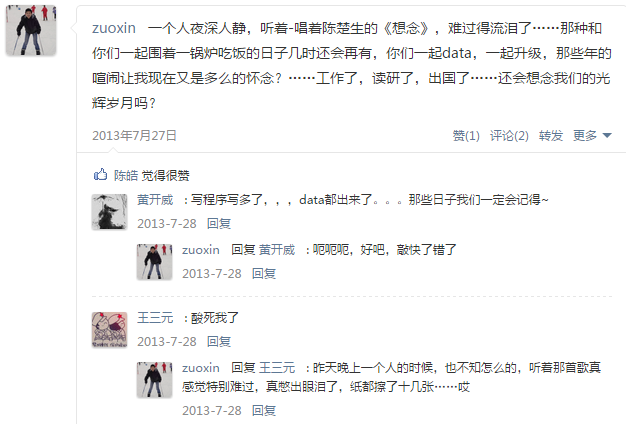 zuoxin 一个人夜深人静，听着-唱着陈楚生的《想念》，难过得流泪了……那种和
你们一起围着一锅炉吃饭的日子几时还会再有，你们一起data，一起升级，那些年的
喧闹让我现在又是多么的怀念？……工作了，读研了，出国了……还会想念我们的光
辉岁月吗？
2013年7月27日 赞(1) 评论(2) 转发 更多
陈皓 觉得很赞
黄开威 ：写程序写多了，，，data都出来了。。。那些日子我们一定会记得~
2013-7-28 回复
zuoxin 回复 黄开威 ：呃呃呃，好吧，敲快了错了
2013-7-28 回复
王三元 ：酸死我了
2013-7-28 回复
zuoxin 回复 王三元 ：昨天晚上一个人的时候，也不知怎么的，听着那首歌真
感觉特别难过，真憋出眼泪了，纸都擦了十几张……哎
2013-7-28 回复